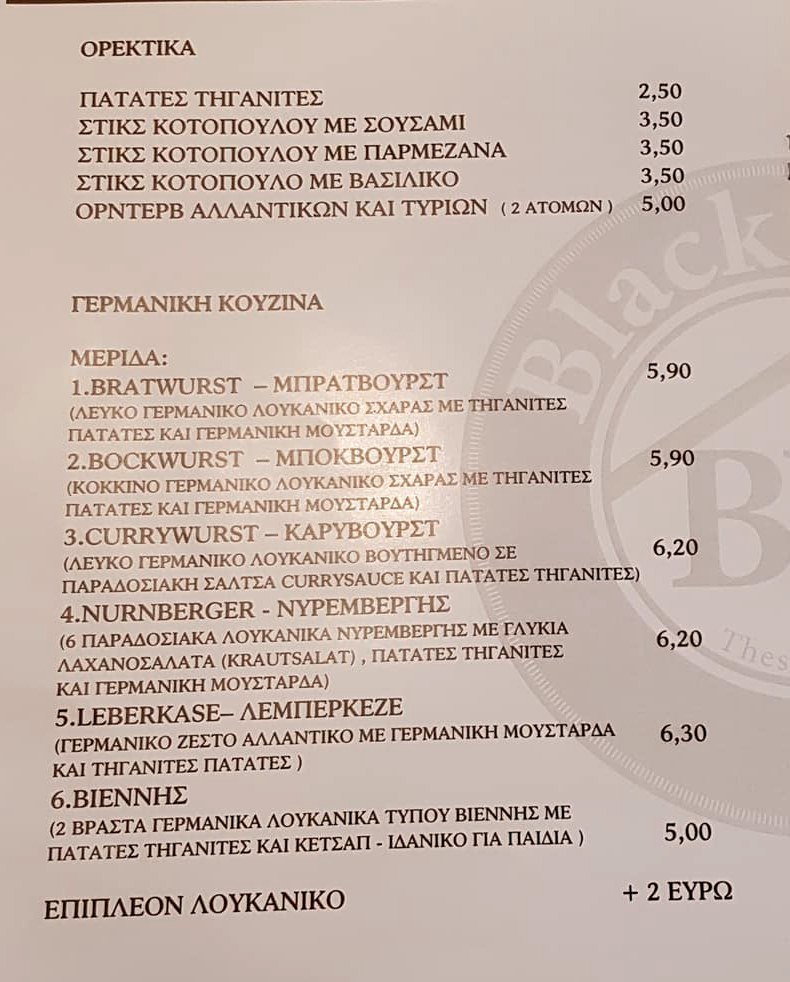 ΟΡΕΚΤΙΚΑ
ΠΑΤΑΤΕΣ ΤΗΓΑΝΙΤΕΣ 2,50
ΣΤΙΚΣ ΚΟΤΟΠΟΥΛΟΥ ΜΕ ΣΟΥΣΑΜΙ 3,50
ΣΤΙΚΣ ΚΟΤΟΠΟΥΛΟΥ ΜΕ ΠΑΡΜΕΖΑΝΑ 3,50
ΣΤΙΚΣ ΚΟΤΟΠΟΥΛΟ ΜΕ ΒΑΣΙΛΙΚΟ 3,50
ΟΡΝΤΕΡΒ ΑΛΛΑΝΤΙΚΩΝ ΚΑΙ ΤΥΡΙΩΝ ( 2 ΑΤΟΜΩΝ ) 5,00
Black
ΓΕΡΜΑΝΙΚΗ ΚΟΥΖΙΝΑ
ΜΕΡΙΔΑ:
1.BRATWURST – ΜΠΡΑΤΒΟΥΡΣΤ 5,90
(ΛΕΥΚΟ ΓΕΡΜΑΝΙΚΟ ΛΟΥΚΑΝΙΚΟ ΣΧΑΡΑΣ ΜΕ ΤΗΓΑΝΙΤΕΣ
ΠΑΤΑΤΕΣ ΚΑΙ ΓΕΡΜΑΝΙΚΗ ΜΟΥΣΤΑΡΔΑ)
2.BOCKWURST – ΜΠΟΚΒΟΥΡΣΤ 5,90
(ΚΟΚΚΙΝΟ ΓΕΡΜΑΝΙΚΟ ΛΟΥΚΑΝΙΚΟ ΣΧΑΡΑΣ ΜΕ ΤΗΓΑΝΙΤΕΣ
ΠΑΤΑΤΕΣ ΚΑΙ ΓΕΡΜΑΝΙΚΗ ΜΟΥΣΤΑΡΔΑ)
3.CURRYWURST – ΚΑΡΥΒΟΥΡΣΤ 6,20
(ΛΕΥΚΟ ΓΕΡΜΑΝΙΚΟ ΛΟΥΚΑΝΙΚΟ ΒΟΥΤΗΓΜΕΝΟ ΣΕ
ΠΑΡΑΔΟΣΙΑΚΗ ΣΑΛΤΣΑ CURRYSAUCE ΚΑΙ ΠΑΤΑΤΕΣ ΤΗΓΑΝΙΤΕΣ)
4.NURNBERGER - ΝΥΡΕΜΒΕΡΓΗΣ
(6 ΠΑΡΑΔΟΣΙΑΚΑ ΛΟΥΚΑΝΙΚΑ ΝΥΡΕΜΒΕΡΓΗΣ ΜΕ ΓΛΥΚΙΑ 6,20
ΛΑΧΑΝΟΣΑΛΑΤΑ (KRAUTSALAT) , ΠΑΤΑΤΕΣ ΤΗΓΑΝΙΤΕΣ
ΚΑΙ ΓΕΡΜΑΝΙΚΗ ΜΟΥΣΤΑΡΔΑ)
5.LEBERKASE– ΛΕΜΠΕΡΚΕΖΕ
(ΓΕΡΜΑΝΙΚΟ ΖΕΣΤΟ ΑΛΛΑΝΤΙΚΟ ΜΕ ΓΕΡΜΑΝΙΚΗ ΜΟΥΣΤΑΡΔΑ 6,30
ΚΑΙ ΤΗΓΑΝΙΤΕΣ ΠΑΤΑΤΕΣ )
6.ΒΙΕΝΝΗΣ
(2 ΒΡΑΣΤΑ ΓΕΡΜΑΝΙΚΑ ΛΟΥΚΑΝΙΚΑ ΤΥΠΟΥ ΒΙΕΝΝΗΣ ΜΕ
ΠΑΤΑΤΕΣ ΤΗΓΑΝΙΤΕΣ ΚΑΙ ΚΕΤΣΑΠ - ΙΔΑΝΙΚΟ ΓΙΑ ΠΑΙΔΙΑ ) 5,00
ΕΠΙΠΛΕΟΝ ΛΟΥΚΑΝΙΚΟ + 2 ΕΥΡΩ